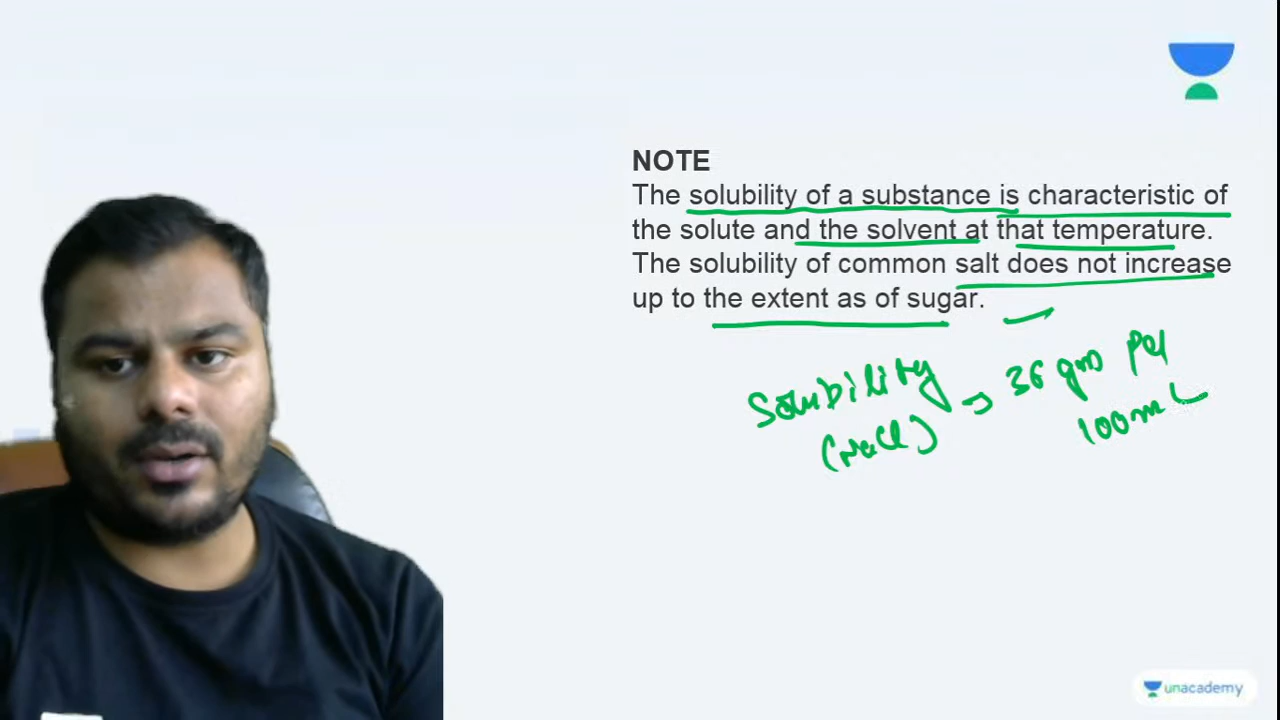 NOTE
The solubility of a substance is characteristic of
the solute and the solvent at that temperature.
The solubility of common salt does not increase
up to the extent as of sugar.
Solubility → 36 gm per
(NaCl) 100mL
unacademy